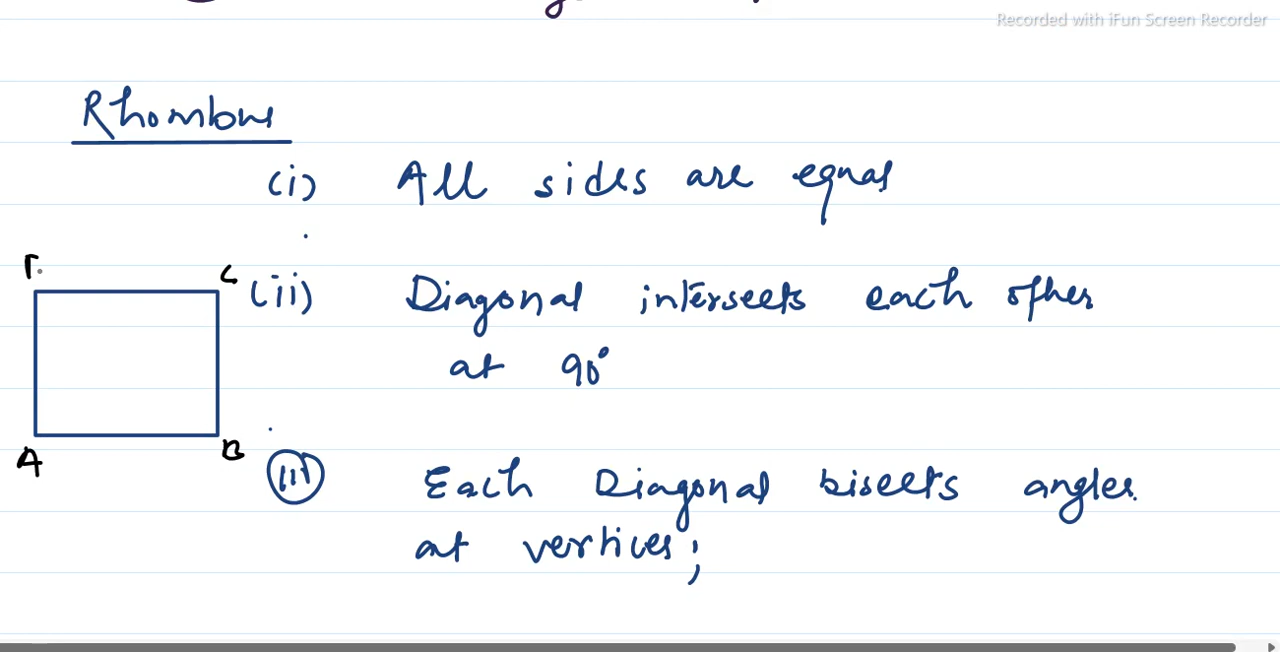 Recorded with iFun Screen Recorder
Rhombus
(i) All sides are equal
C
(ii) Diagonal intersects each other
at 90°
A
B
(iii) Each Diagonal bisects angles
at vertices;